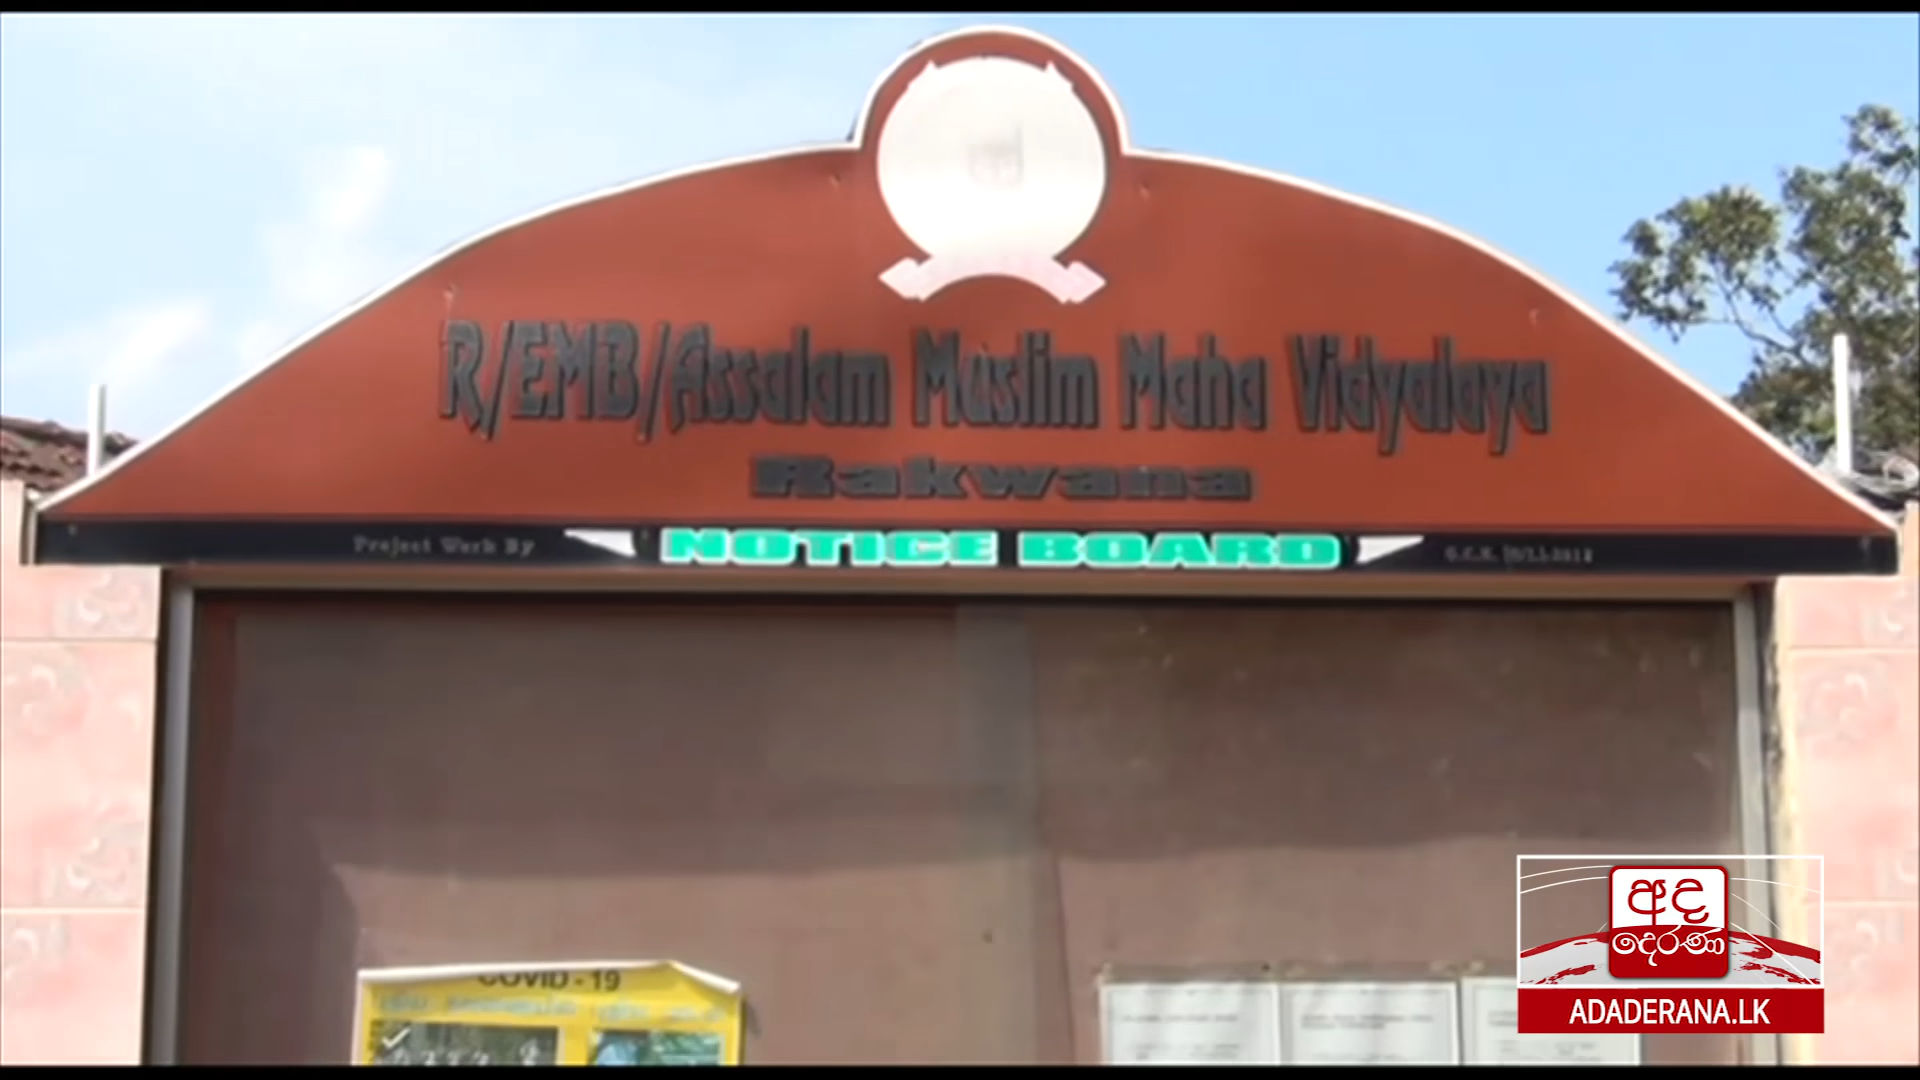 R/EMB/Assalam Muslim Maha Vidyalaya
Rakwana
Project Work By
NOTICE BOARD
COVID - 19
අද
දෙරණ
ADADERANA.LK